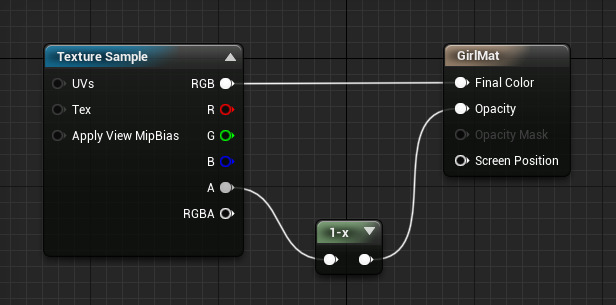 Texture Sample
UVs
RGB
Tex
R
Apply View MipBias
G
B
A
RGBA
1-x
GirlMat
Final Color
Opacity
Opacity Mask
Screen Position